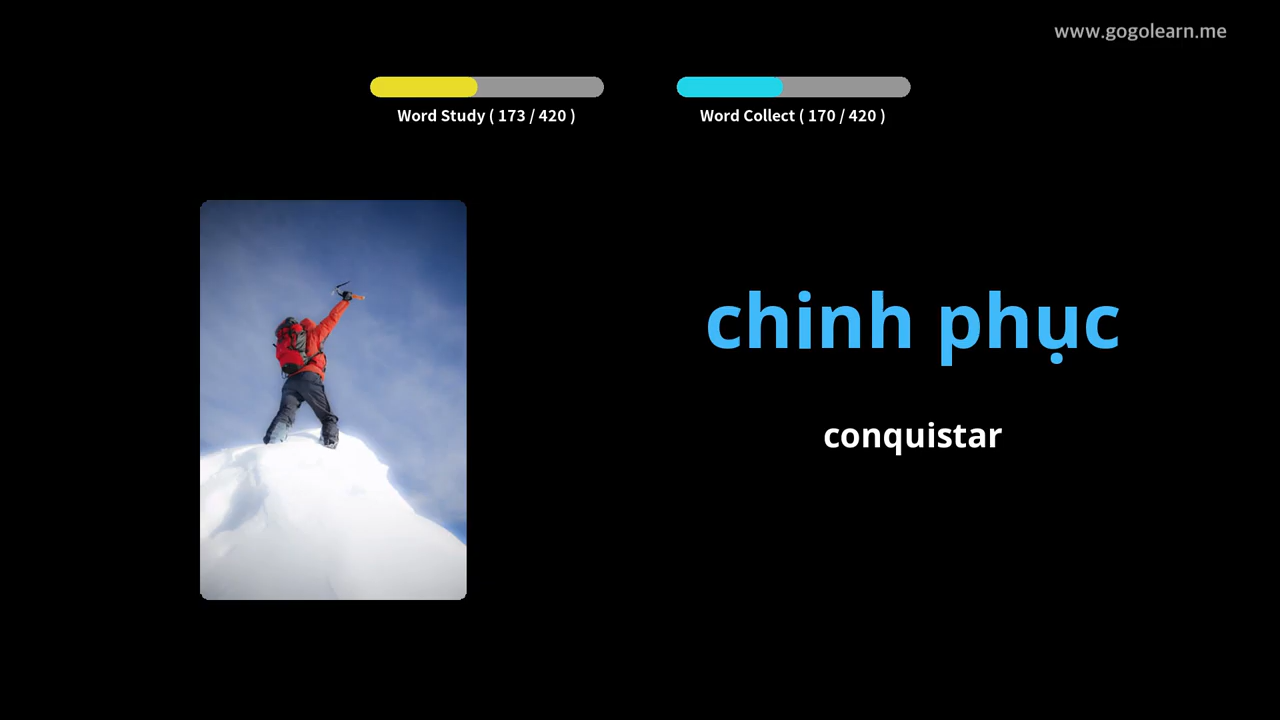 www.gogolearn.me
Word Study ( 173 / 420 )
Word Collect ( 170 / 420 )
chinh phục
conquistar